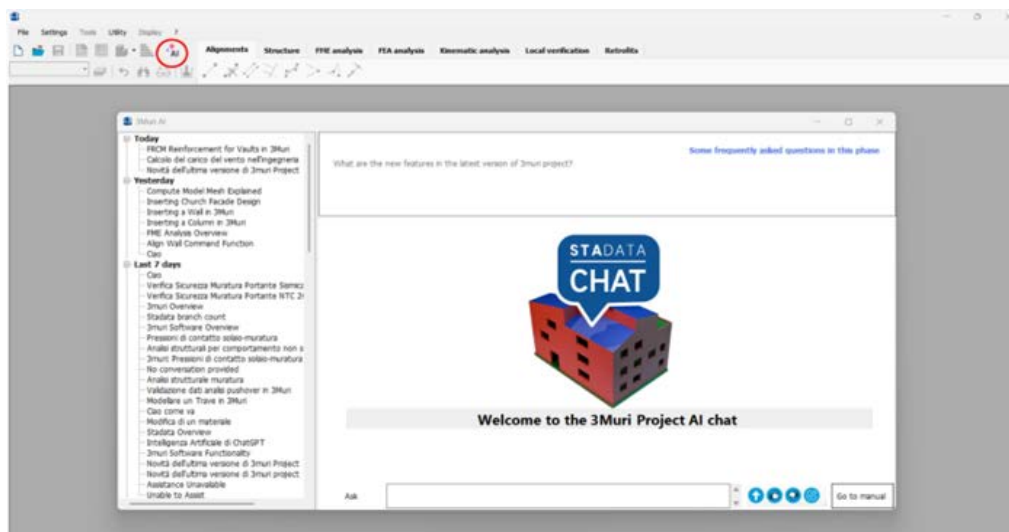 File Settings Tools Utility Display ?
AI
Alignments Structure FME analysis FEA analysis Kinematic analysis Local verification Retrofits
3Muri AI
Today
FRCM Reinforcement for Vaults in 3Muri
Calcolo del carico del vento nell'ingegneria
Novità dell'ultima versione di 3muri Project
Yesterday
Compute Model Mesh Explained
Inserting Church Facade Design
Inserting a Wall in 3Muri
Inserting a Column in 3Muri
FME Analysis Overview
Align Wall Command Function
Ciao
Last 7 days
Ciao
Verifica Sicurezza Muratura Portante Semica
Verifica Sicurezza Muratura Portante NTC 20
3muri Overview
Stadata branch count
3muri Software Overview
Pressioni di contatto solaio-muratura
Analisi strutturali per comportamento non s
3muri: Pressioni di contatto solaio-muratura
No conversation provided
Analisi strutturale muratura
Validazione dati analisi pushover in 3Muri
Modellare un Trave in 3Muri
Ciao come va
Modifica di un materiale
Stadata Overview
Intelligenza Artificiale di ChatGPT
3muri Software Functionality
Novità dell'ultima versione di 3muri Project
Novità dell'ultima versione di 3muri project
Assistance Unavailable
Unable to Assist
Some frequently asked questions in this phase
What are the new features in the latest version of 3muri project?
STADATA
CHAT
Welcome to the 3Muri Project AI chat
Ask
Go to manual